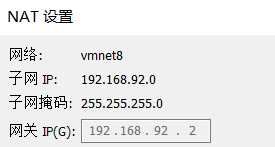 NAT 设置
网络: vmnet8
子网 IP: 192.168.92.0
子网掩码: 255.255.255.0
网关 IP(G): 192 . 168 . 92 . 2